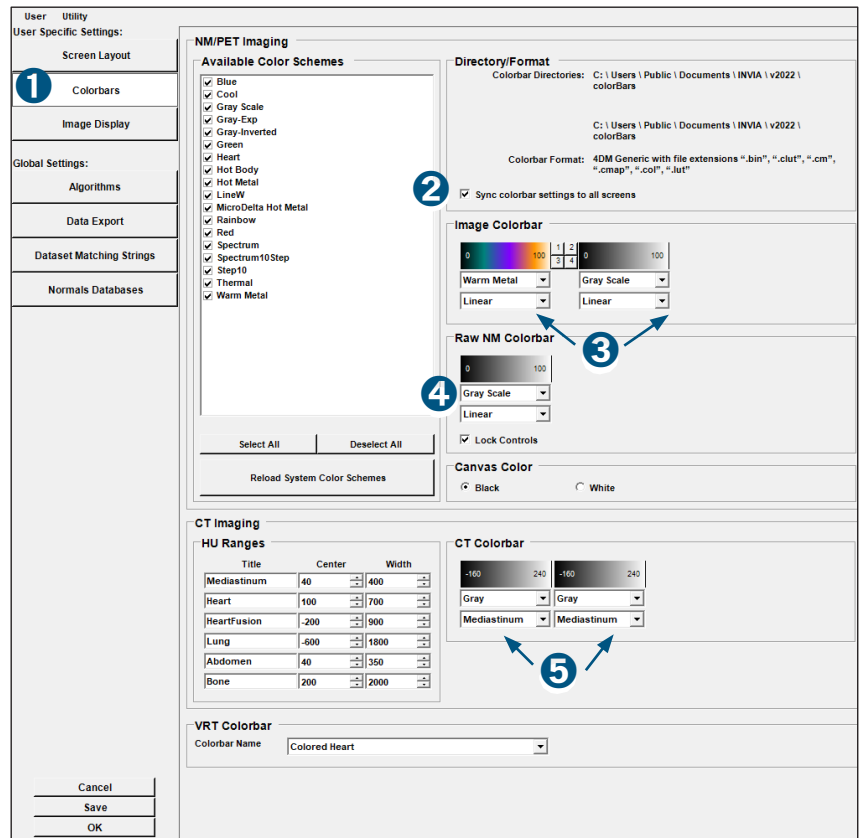 User Utility
User Specific Settings:
Screen Layout
1
Colorbars
Image Display
Global Settings:
Algorithms
Data Export
Dataset Matching Strings
Normals Databases
Cancel
Save
OK
NM/PET Imaging
Available Color Schemes
Blue
Cool
Gray Scale
Gray-Exp
Gray-Inverted
Green
Heart
Hot Body
Hot Metal
LineW
MicroDelta Hot Metal
Rainbow
Red
Spectrum
Spectrum10Step
Step10
Thermal
Warm Metal
Select All Deselect All
Reload System Color Schemes
Directory/Format
Colorbar Directories: C: \ Users \ Public \ Documents \ INVIA \ v2022 \
colorBars
C: \ Users \ Public \ Documents \ INVIA \ v2022 \
colorBars
Colorbar Format: 4DM Generic with file extensions “.bin”, “.clut”, “.cm”,
“.cmap”, “.col”, “.lut”
2 Sync colorbar settings to all screens
Image Colorbar
0 100 1 2 0 100
3 4
Warm Metal Gray Scale
Linear Linear
3
Raw NM Colorbar
0 100
4 Gray Scale
Linear
Lock Controls
Canvas Color
Black White
CT Imaging
HU Ranges
Title Center Width
Mediastinum 40 400
Heart 100 700
HeartFusion -200 900
Lung -600 1800
Abdomen 40 350
Bone 200 2000
CT Colorbar
-160 240 -160 240
Gray Gray
Mediastinum Mediastinum
5
VRT Colorbar
Colorbar Name Colored Heart